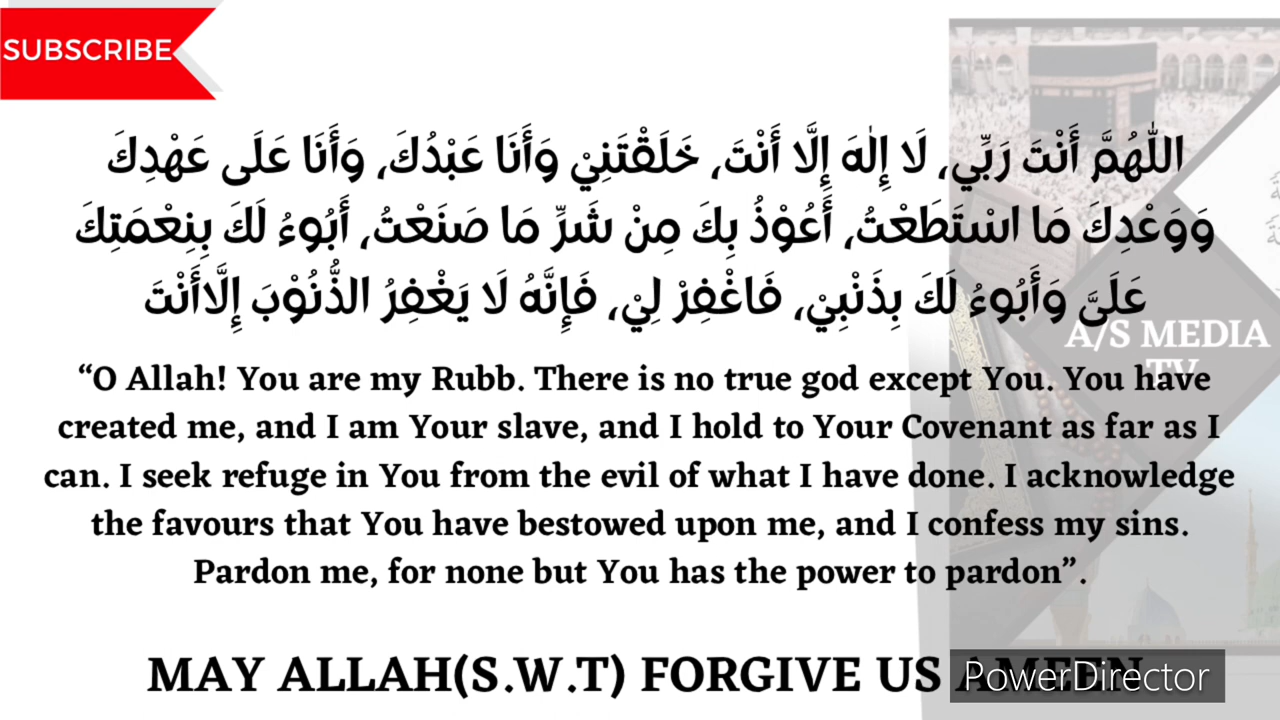 SUBSCRIBE
اللّٰهُمَّ أَنْتَ رَبِّي، لَا إِلٰهَ إِلَّا أَنْتَ، خَلَقْتَنِيْ وَأَنَا عَبْدُكَ، وَأَنَا عَلَى عَهْدِكَ
وَوَعْدِكَ مَا اسْتَطَعْتُ، أَعُوْذُ بِكَ مِنْ شَرِّ مَا صَنَعْتُ، أَبُوءُ لَكَ بِنِعْمَتِكَ
عَلَىَّ وَأَبُوءُ لَكَ بِذَنْبِيْ، فَاغْفِرْ لِيْ، فَإِنَّهُ لَا يَغْفِرُ الذُّنُوْبَ إِلَّاأَنْتَ
A/S MEDIA
TV
“O Allah! You are my Rubb. There is no true god except You. You have
created me, and I am Your slave, and I hold to Your Covenant as far as I
can. I seek refuge in You from the evil of what I have done. I acknowledge
the favours that You have bestowed upon me, and I confess my sins.
Pardon me, for none but You has the power to pardon”.
MAY ALLAH(S.W.T) FORGIVE US AMEEN
PowerDirector